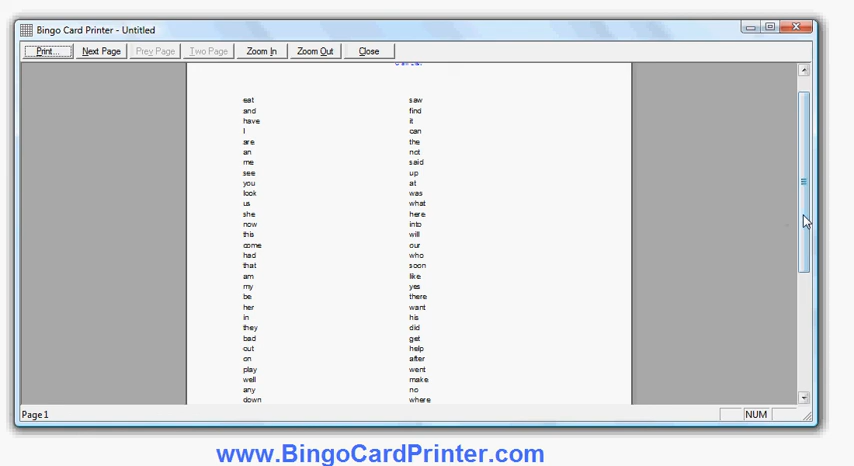 Bingo Card Printer - Untitled
Print... Next Page Prev Page Two Page Zoom In Zoom Out Close
eat saw
and find
have it
I can
are the
an not
me said
see up
you at
look was
us what
she here
now into
this will
come our
had who
that soon
am like
my yes
be there
her want
in his
they did
bad get
out help
on after
play went
well make
any no
down where
Page 1 NUM
www.BingoCardPrinter.com